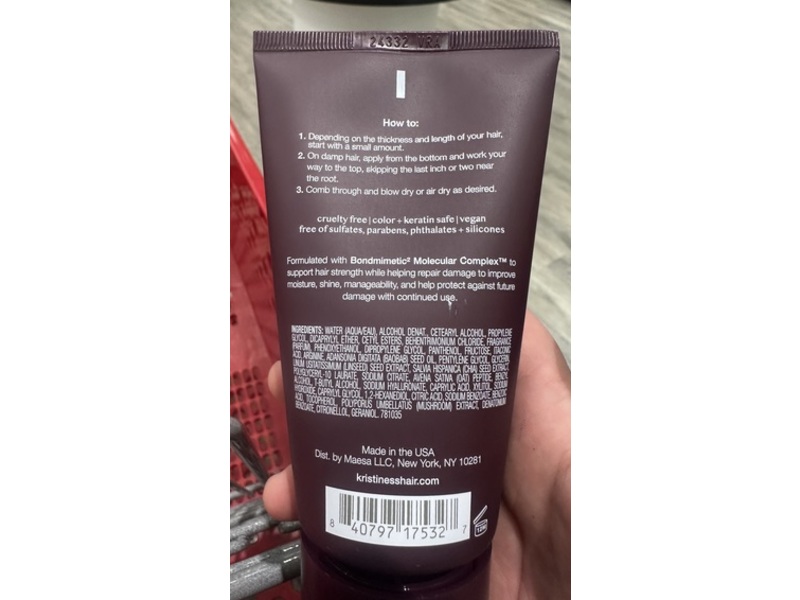 24332 URA
How to:
1. Depending on the thickness and length of your hair,
start with a small amount.
2. On damp hair, apply from the bottom and work your
way to the top, skipping the last inch or two near
the root.
3. Comb through and blow dry or air dry as desired.
cruelty free | color + keratin safe | vegan
free of sulfates, parabens, phthalates + silicones
Formulated with Bondmimetic² Molecular Complex™ to
support hair strength while helping repair damage to improve
moisture, shine, manageability, and help protect against future
damage with continued use.
INGREDIENTS: WATER (AQUA/EAU), ALCOHOL DENAT., CETEARYL ALCOHOL, PROPYLENE
GLYCOL, DICAPRYLYL ETHER, CETYL ESTERS, BEHENTRIMONIUM CHLORIDE, FRAGRANCE
(PARFUM), PHENOXYETHANOL, DIPROPYLENE GLYCOL, PANTHENOL, FRUCTOSE, ITACONIC
ACID, ARGININE, ADANSONIA DIGITATA (BAOBAB) SEED OIL, PENTYLENE GLYCOL, GLYCERIN,
LINUM USITATISSIMUM (LINSEED) SEED EXTRACT, SALVIA HISPANICA (CHIA) SEED EXTRACT,
POLYGLYCERYL-10 LAURATE, SODIUM CITRATE, AVENA SATIVA (OAT) PEPTIDE, BENZYL
ALCOHOL, T-BUTYL ALCOHOL, SODIUM HYALURONATE, CAPRYLIC ACID, XYLITOL, SODIUM
HYDROXIDE, CAPRYLYL GLYCOL, 1,2-HEXANEDIOL, CITRIC ACID, SODIUM BENZOATE, BENZOIC
ACID, TOCOPHEROL, POLYPORUS UMBELLATUS (MUSHROOM) EXTRACT, DENATONIUM
BENZOATE, CITRONELLOL, GERANIOL. 781035
Made in the USA
Dist. by Maesa LLC, New York, NY 10281
kristinesshair.com
8 40797 17532 7
12M